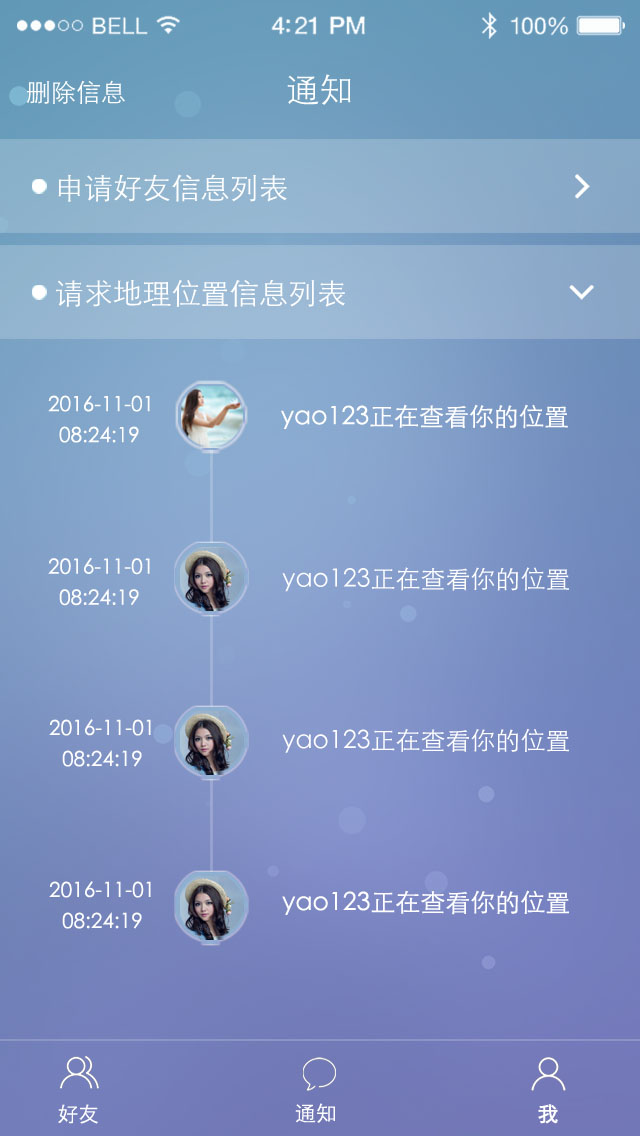 BELL 4:21 PM 100%
删除信息 通知
申请好友信息列表
请求地理位置信息列表
2016-11-01
08:24:19
yao123正在查看你的位置
2016-11-01
08:24:19
yao123正在查看你的位置
2016-11-01
08:24:19
yao123正在查看你的位置
2016-11-01
08:24:19
yao123正在查看你的位置
好友 通知 我